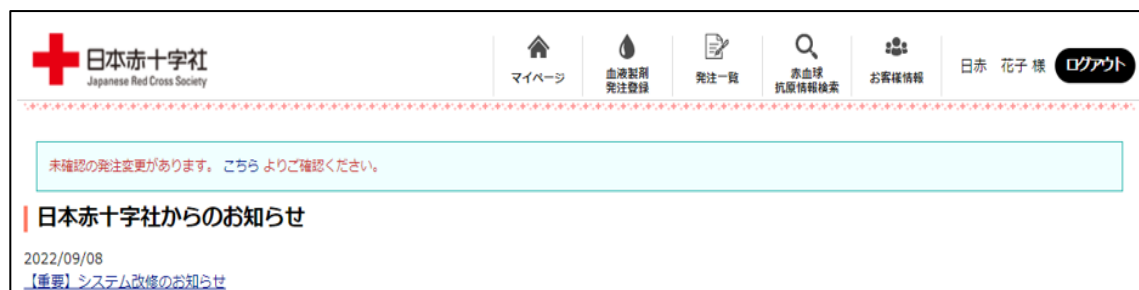 日本赤十字社
Japanese Red Cross Society
マイページ
血液製剤
発注登録
発注一覧
赤血球
抗原情報検索
お客様情報
日赤 花子 様
ログアウト
未確認の発注変更があります。 こちら よりご確認ください。
日本赤十字社からのお知らせ
2022/09/08
【重要】システム改修のお知らせ